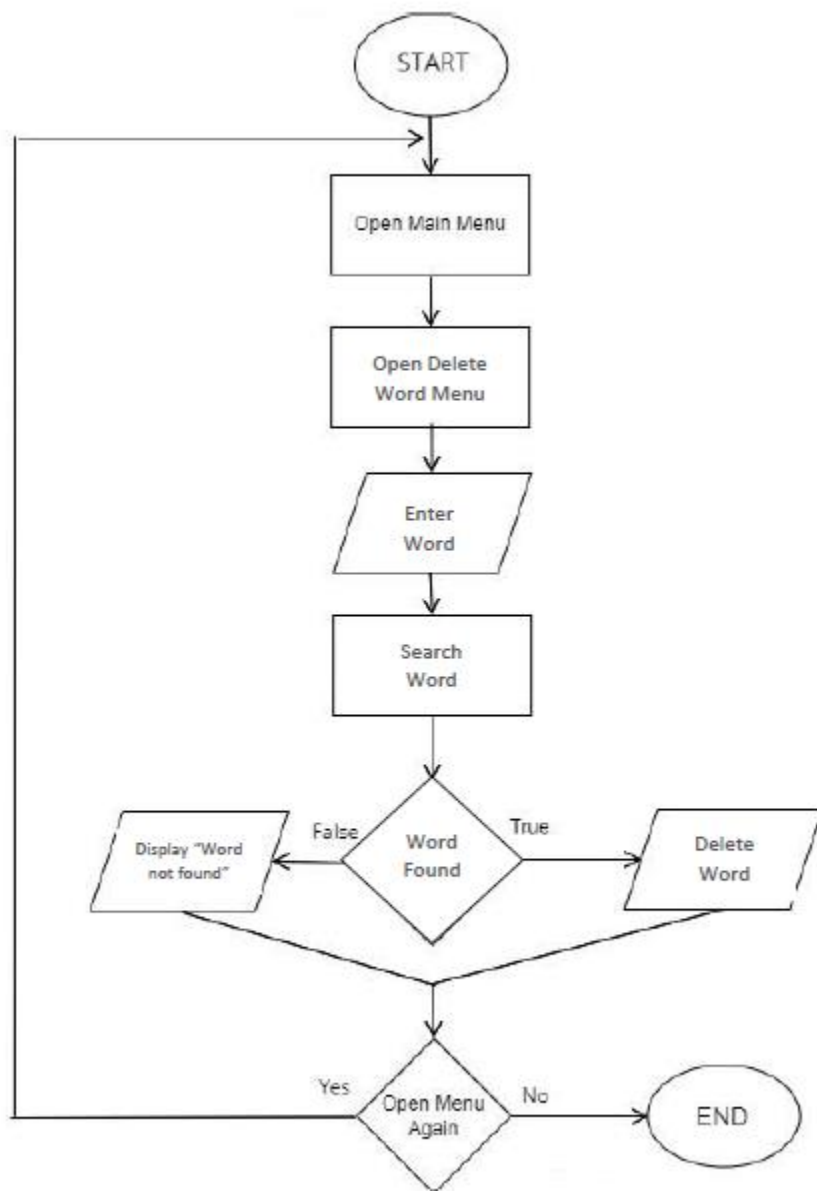 START
Open Main Menu
Open Delete
Word Menu
Enter
Word
Search
Word
False
True
Word
Found
Display “Word
not found”
Delete
Word
Yes
No
Open Menu
Again
END